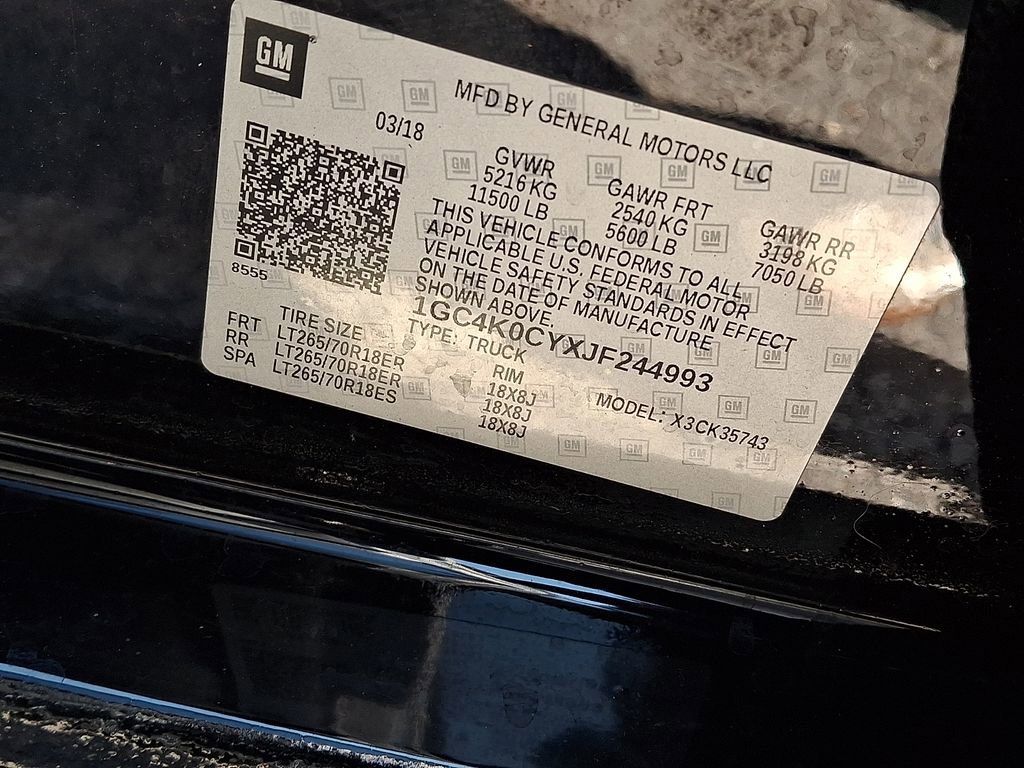 GM
MFD BY GENERAL MOTORS LLC
03/18
GVWR
5216 KG
11500 LB
GAWR FRT
2540 KG
5600 LB
GAWR RR
3198 KG
7050 LB
THIS VEHICLE CONFORMS TO ALL
APPLICABLE U.S. FEDERAL MOTOR
VEHICLE SAFETY STANDARDS IN EFFECT
ON THE DATE OF MANUFACTURE
SHOWN ABOVE.
8555
1GC4K0CYXJF244993
TYPE: TRUCK
MODEL: X3CK35743
TIRE SIZE RIM
FRT LT265/70R18ER 18X8J
RR LT265/70R18ER 18X8J
SPA LT265/70R18ES 18X8J